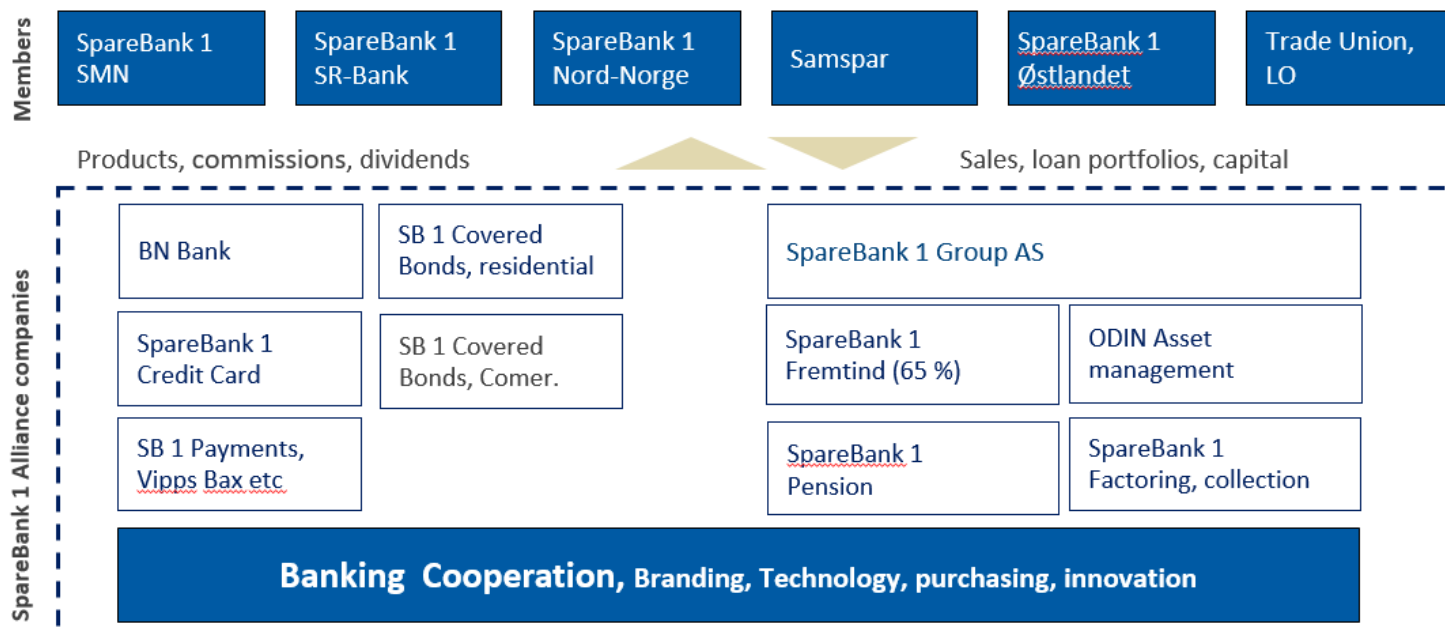 Members
SpareBank 1
SMN
SpareBank 1
SR-Bank
SpareBank 1
Nord-Norge
Samspar
SpareBank 1
Østlandet
Trade Union,
LO
Products, commissions, dividends
Sales, loan portfolios, capital
SpareBank 1 Alliance companies
BN Bank
SB 1 Covered
Bonds, residential
SpareBank 1 Group AS
SpareBank 1
Credit Card
SB 1 Covered
Bonds, Comer.
SpareBank 1
Fremtind (65 %)
ODIN Asset
management
SB 1 Payments,
Vipps Bax etc
SpareBank 1
Pension
SpareBank 1
Factoring, collection
Banking Cooperation, Branding, Technology, purchasing, innovation